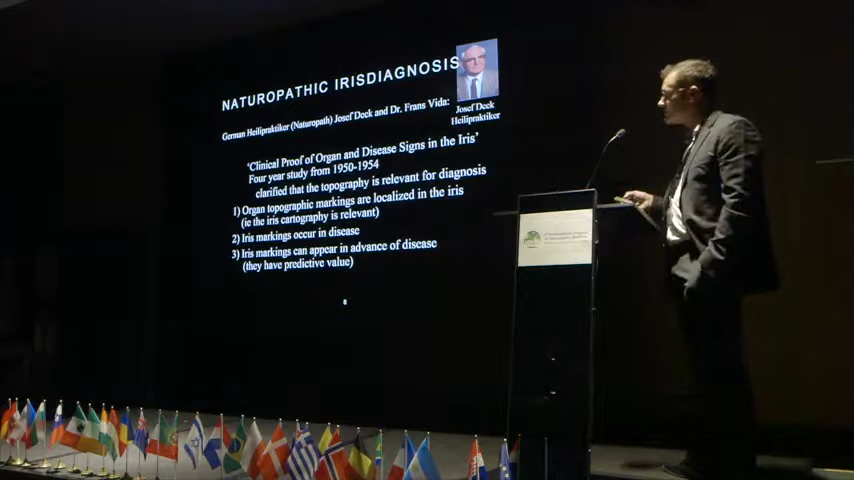 NATUROPATHIC IRISDIAGNOSIS
German Heilipraktiker (Naturopath) Josef Deck and Dr. Frans Vida:
Josef Deck
Heilipraktiker
'Clinical Proof of Organ and Disease Signs in the Iris'
Four year study from 1950-1954
clarified that the topography is relevant for diagnosis
1) Organ topographic markings are localized in the iris
(ie the iris cartography is relevant)
2) Iris markings occur in disease
3) Iris markings can appear in advance of disease
(they have predictive value)